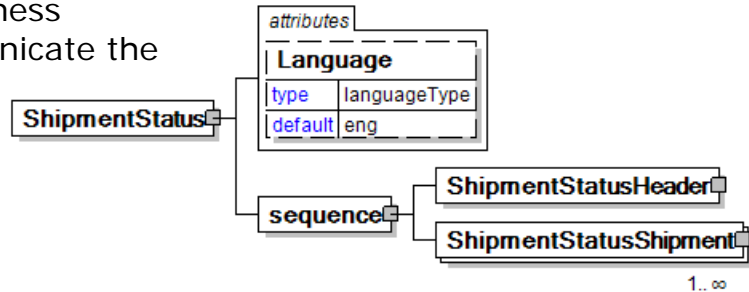 ness
nicate the
attributes
Language
type languageType
default eng
ShipmentStatus
sequence
ShipmentStatusHeader
ShipmentStatusShipment
1.. ∞